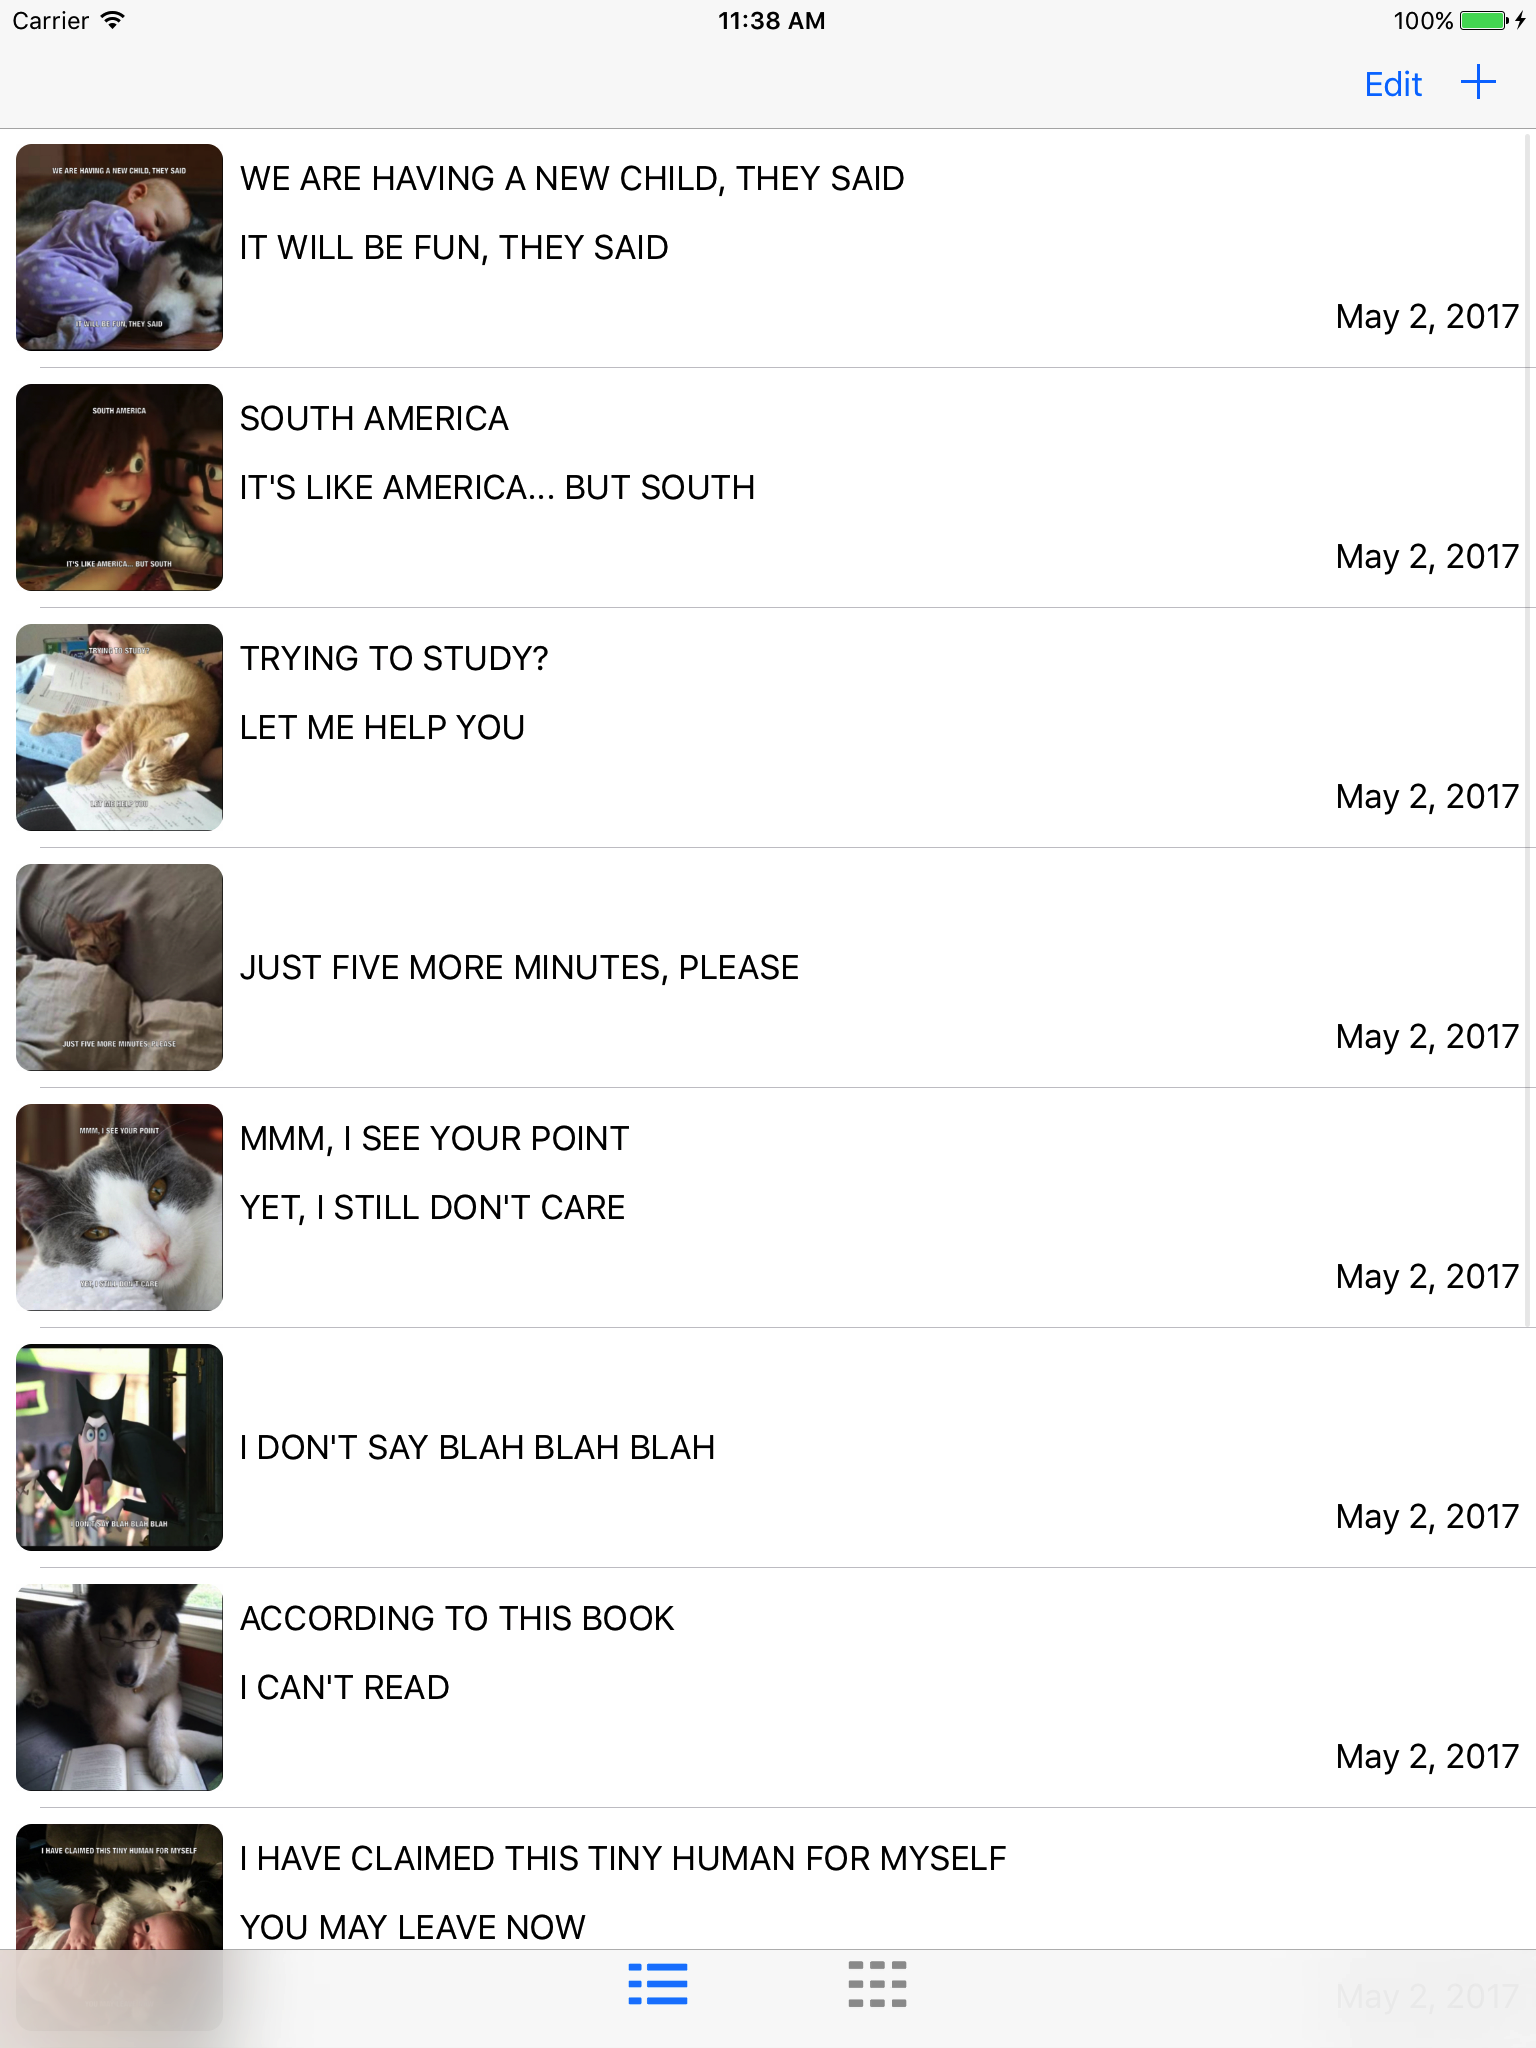 Carrier 11:38 AM 100%
Edit
WE ARE HAVING A NEW CHILD, THEY SAID
IT WILL BE FUN, THEY SAID
WE ARE HAVING A NEW CHILD, THEY SAID
IT WILL BE FUN, THEY SAID
May 2, 2017
SOUTH AMERICA
IT'S LIKE AMERICA... BUT SOUTH
SOUTH AMERICA
IT'S LIKE AMERICA... BUT SOUTH
May 2, 2017
TRYING TO STUDY?
LET ME HELP YOU
TRYING TO STUDY?
LET ME HELP YOU
May 2, 2017
JUST FIVE MORE MINUTES, PLEASE
JUST FIVE MORE MINUTES, PLEASE
May 2, 2017
MMM, I SEE YOUR POINT
YET, I STILL DON'T CARE
MMM, I SEE YOUR POINT
YET, I STILL DON'T CARE
May 2, 2017
I DON'T SAY BLAH BLAH BLAH
I DON'T SAY BLAH BLAH BLAH
May 2, 2017
ACCORDING TO THIS BOOK
I CAN'T READ
May 2, 2017
I HAVE CLAIMED THIS TINY HUMAN FOR MYSELF
I HAVE CLAIMED THIS TINY HUMAN FOR MYSELF
YOU MAY LEAVE NOW
May 2, 2017